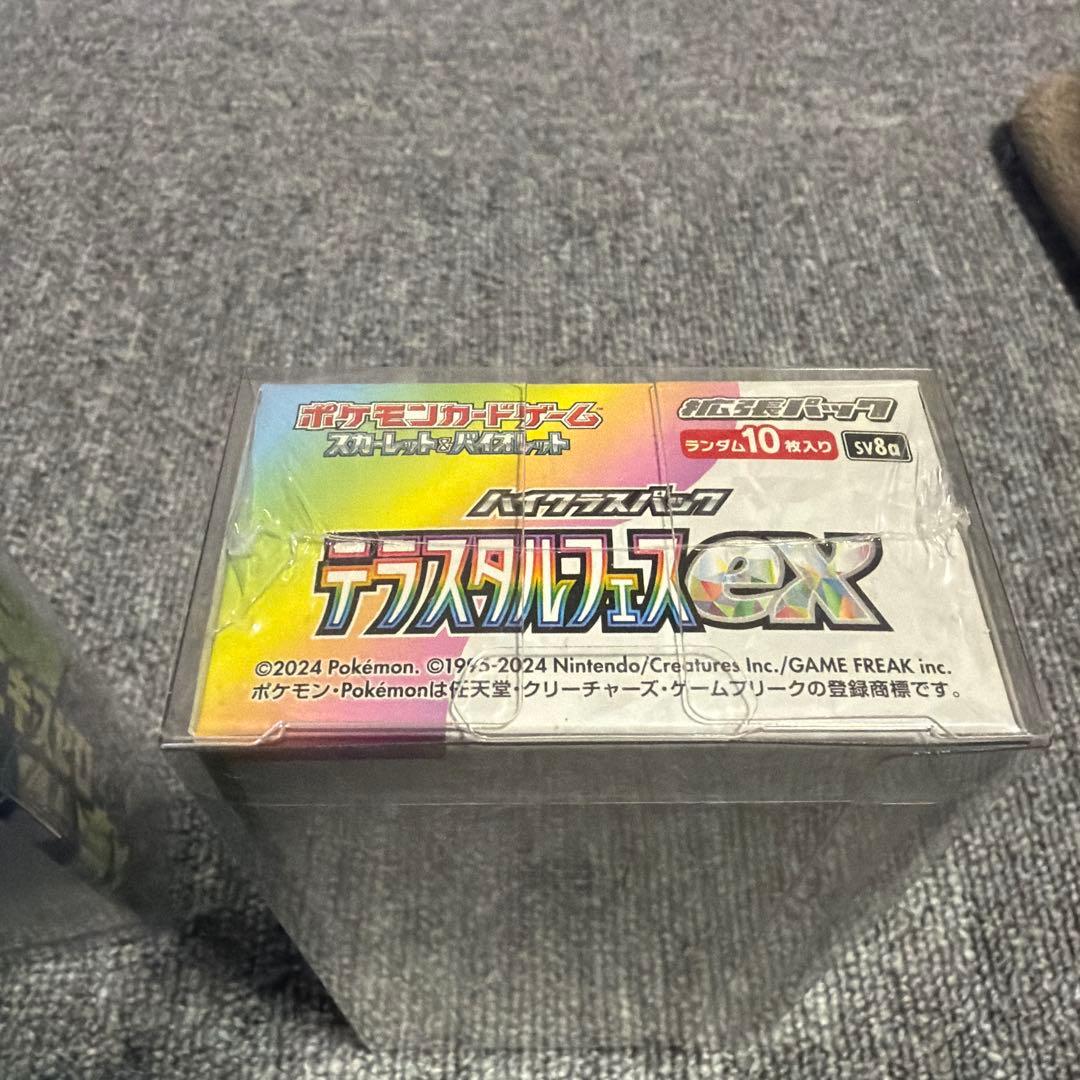 ポケモンカードゲーム
スカーレット&バイオレット
拡張パック
ランダム10枚入り sv8a
ハイクラスパック
テラスタルフェスex
©2024 Pokémon. ©1995-2024 Nintendo/Creatures Inc./GAME FREAK inc.
ポケモン・Pokémonは任天堂・クリーチャーズ・ゲームフリークの登録商標です。